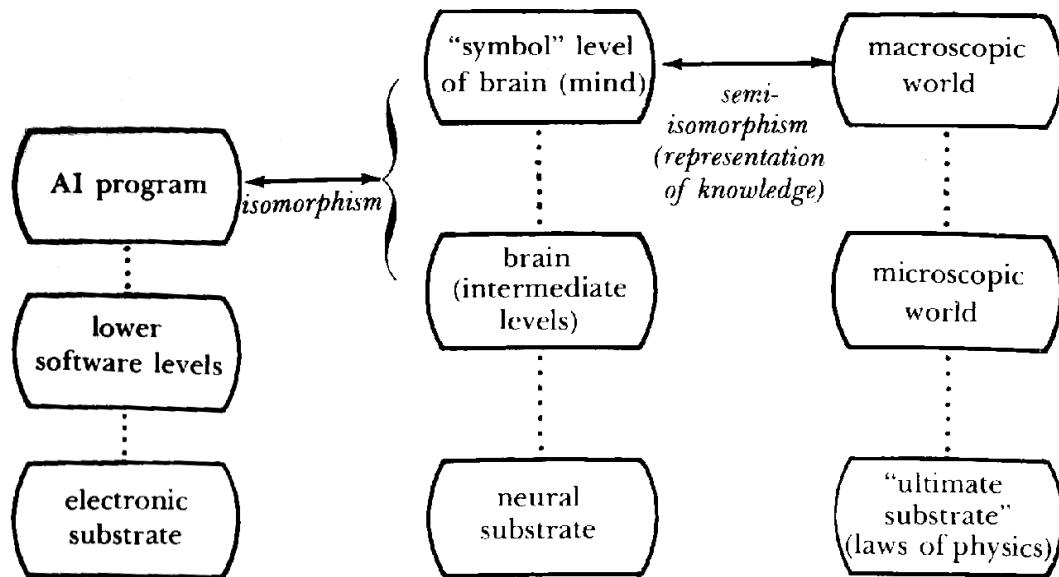 “symbol” level
of brain (mind)
macroscopic
world
semi-
isomorphism
(representation
of knowledge)
AI program
isomorphism
brain
(intermediate
levels)
microscopic
world
lower
software levels
electronic
substrate
neural
substrate
“ultimate
substrate”
(laws of physics)